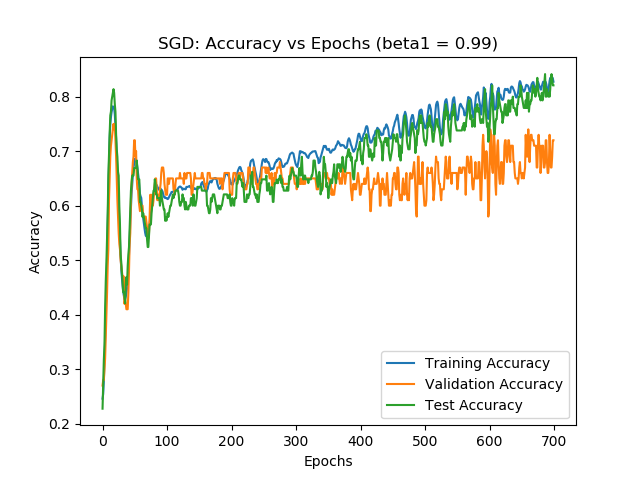 SGD: Accuracy vs Epochs (beta1 = 0.99)
Accuracy
0.8
0.7
0.6
0.5
0.4
0.3
0.2
Training Accuracy
Validation Accuracy
Test Accuracy
0 100 200 300 400 500 600 700
Epochs